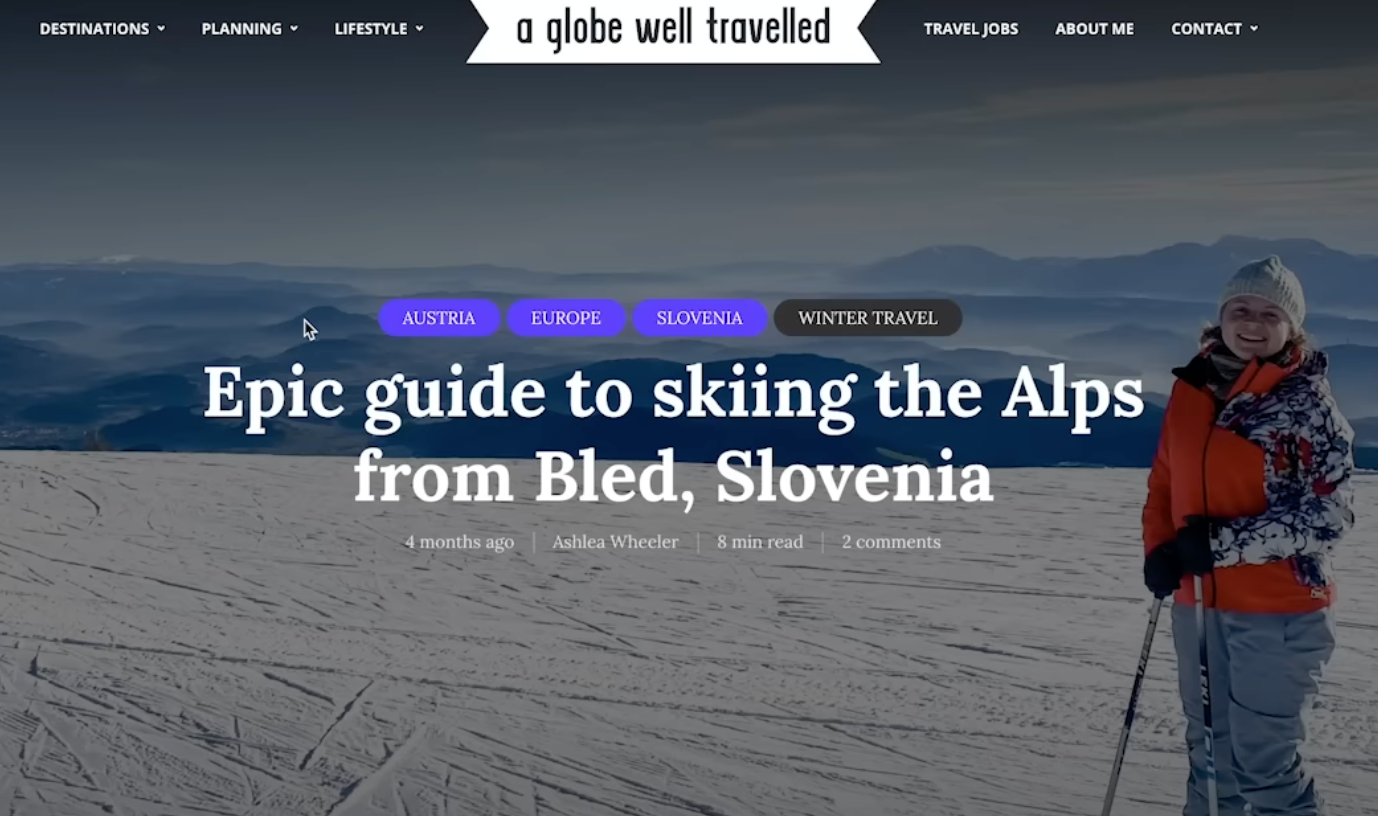 DESTINATIONS PLANNING LIFESTYLE a globe well travelled TRAVEL JOBS ABOUT ME CONTACT
AUSTRIA EUROPE SLOVENIA WINTER TRAVEL
Epic guide to skiing the Alps
from Bled, Slovenia
4 months ago | Ashlea Wheeler | 8 min read | 2 comments